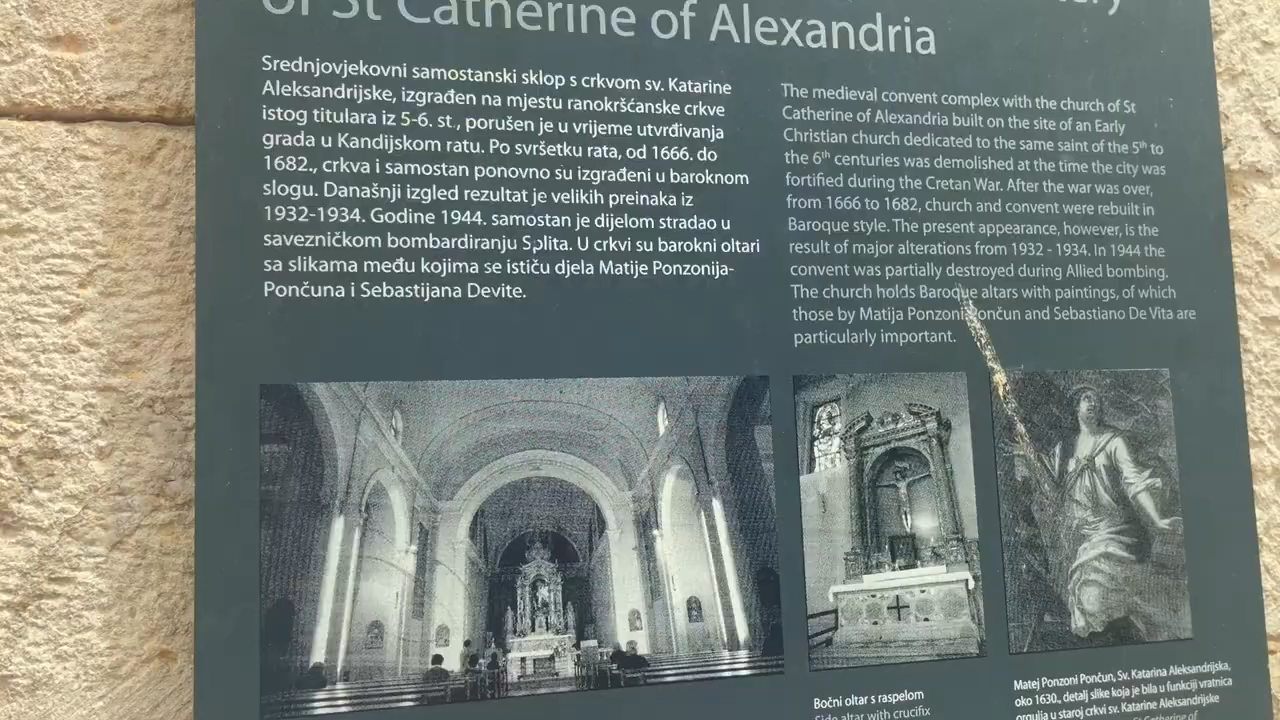 of St Catherine of Alexandria
Srednjovjekovni samostanski sklop s crkvom sv. Katarine
Aleksandrijske, izgrađen na mjestu ranokršćanske crkve
istog titulara iz 5-6. st., porušen je u vrijeme utvrđivanja
grada u Kandijskom ratu. Po svršetku rata, od 1666. do
1682., crkva i samostan ponovno su izgrađeni u baroknom
slogu. Današnji izgled rezultat je velikih preinaka iz
1932-1934. Godine 1944. samostan je dijelom stradao u
savezničkom bombardiranju Splita. U crkvi su barokni oltari
sa slikama među kojima se ističu djela Matije Ponzonija-
Pončuna i Sebastijana Devite.
The medieval convent complex with the church of St
Catherine of Alexandria built on the site of an Early
Christian church dedicated to the same saint of the 5th to
the 6th centuries was demolished at the time the city was
fortified during the Cretan War. After the war was over,
from 1666 to 1682, church and convent were rebuilt in
Baroque style. The present appearance, however, is the
result of major alterations from 1932 - 1934. In 1944 the
convent was partially destroyed during Allied bombing.
The church holds Baroque altars with paintings, of which
those by Matija Ponzoni-Pončun and Sebastiano De Vita are
particularly important.
Bočni oltar s raspelom
Side altar with crucifix
Matej Ponzoni Pončun, Sv. Katarina Aleksandrijska,
oko 1630., detalj slike koja je bila u funkciji vratnica
orgulja u staroj crkvi sv. Katarine Aleksandrijske
St Catherine of